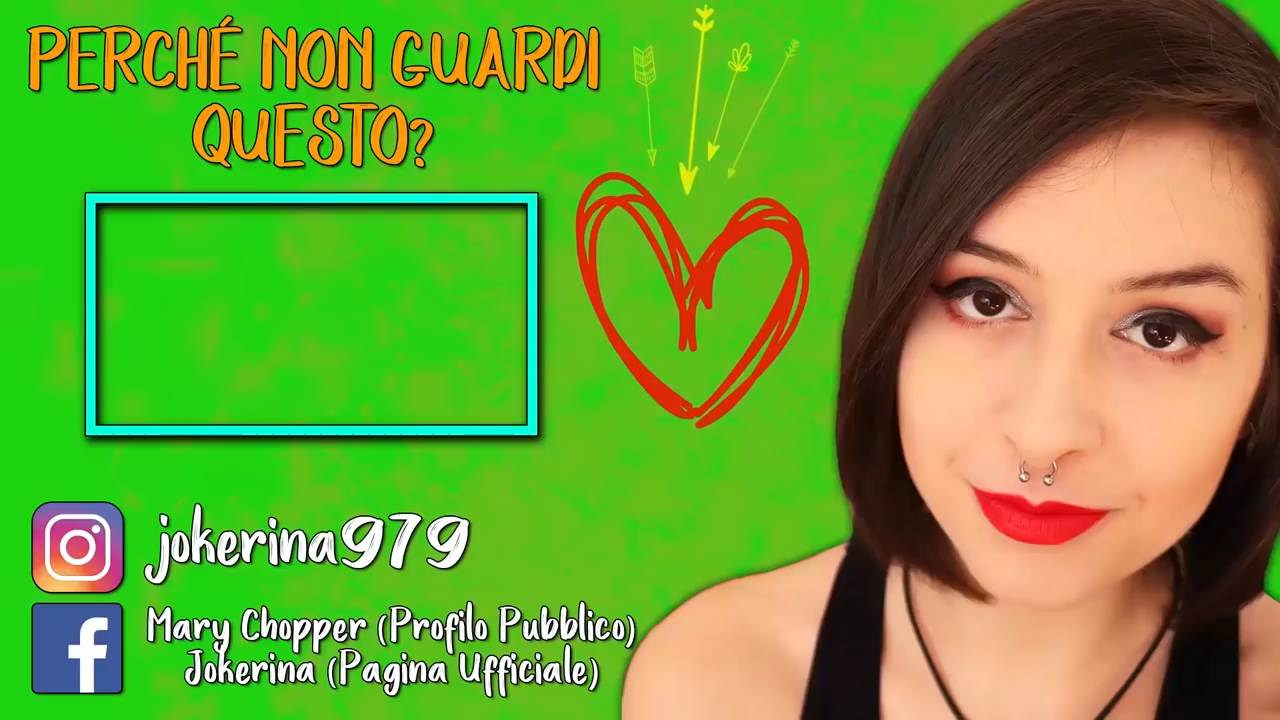 PERCHÉ NON GUARDI
QUESTO?
jokerina979
Mary Chopper (Profilo Pubblico)
Jokerina (Pagina Ufficiale)